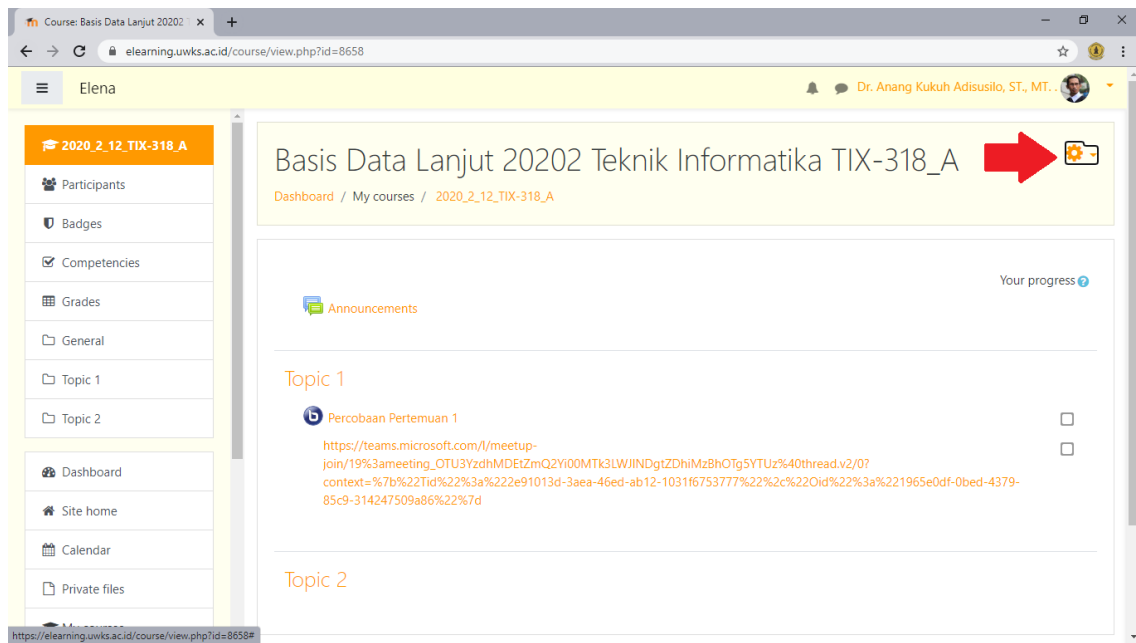 Course: Basis Data Lanjut 20202
elearning.uwks.ac.id/course/view.php?id=8658
Elena
Dr. Anang Kukuh Adisusilo, ST., MT. .
2020_2_12_TIX-318_A
Participants
Badges
Competencies
Grades
General
Topic 1
Topic 2
Dashboard
Site home
Calendar
Private files
My courses
https://elearning.uwks.ac.id/course/view.php?id=8658#
Basis Data Lanjut 20202 Teknik Informatika TIX-318_A
Dashboard / My courses / 2020_2_12_TIX-318_A
Your progress
Announcements
Topic 1
Percobaan Pertemuan 1
https://teams.microsoft.com/l/meetup-
join/19%3ameeting_OTU3YzdhMDEtZmQ2Yi00MTk3LWJlNDgtZDhiMzBhOTg5YTUz%40thread.v2/0?
context=%7b%22Tid%22%3a%222e91013d-3aea-46ed-ab12-1031f6753777%22%2c%22Oid%22%3a%221965e0df-0bed-4379-
85c9-314247509a86%22%7d
Topic 2